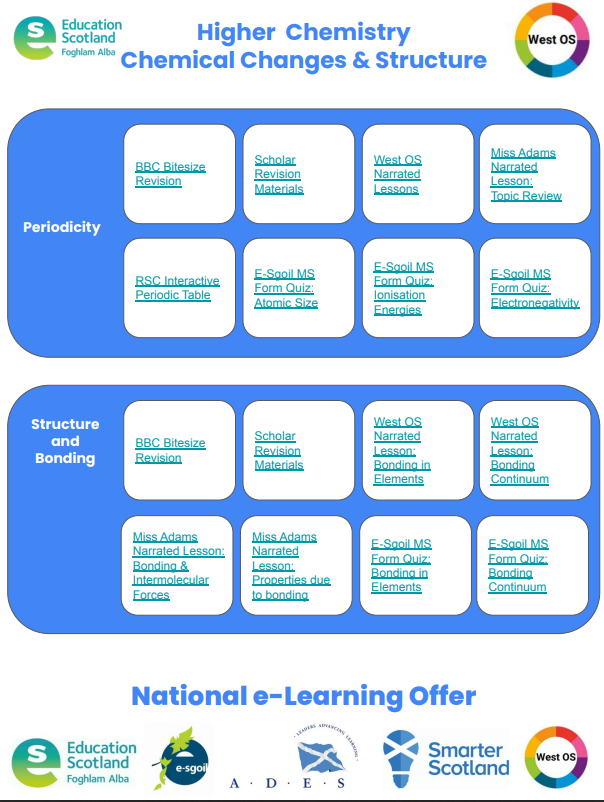 Education
Scotland
Foghlam Alba
Higher Chemistry
Chemical Changes & Structure
West OS
Periodicity
BBC Bitesize
Revision
Scholar
Revision
Materials
West OS
Narrated
Lessons
Miss Adams
Narrated
Lesson:
Topic Review
RSC Interactive
Periodic Table
E-Sgoil MS
Form Quiz:
Atomic Size
E-Sgoil MS
Form Quiz:
Ionisation
Energies
E-Sgoil MS
Form Quiz:
Electronegativity
Structure
and
Bonding
BBC Bitesize
Revision
Scholar
Revision
Materials
West OS
Narrated
Lesson:
Bonding in
Elements
West OS
Narrated
Lesson:
Bonding
Continuum
Miss Adams
Narrated Lesson:
Bonding &
Intermolecular
Forces
Miss Adams
Narrated
Lesson:
Properties due
to bonding
E-Sgoil MS
Form Quiz:
Bonding in
Elements
E-Sgoil MS
Form Quiz:
Bonding
Continuum
National e-Learning Offer
Education
Scotland
Foghlam Alba
e-sgoil
· LEADERS ADVANCING LEARNING ·
A · D · E · S
Smarter
Scotland
West OS